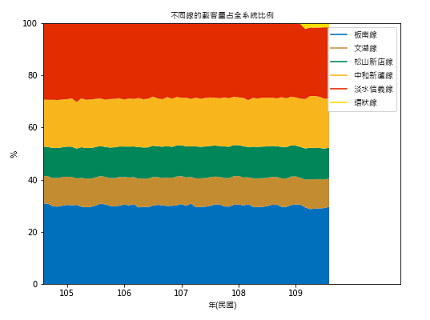 不同線的載客量占全系統比例
100
80
60
40
20
0
%
105
106
107
108
109
年(民國)
板南線
文湖線
松山新店線
中和新蘆線
淡水信義線
環狀線